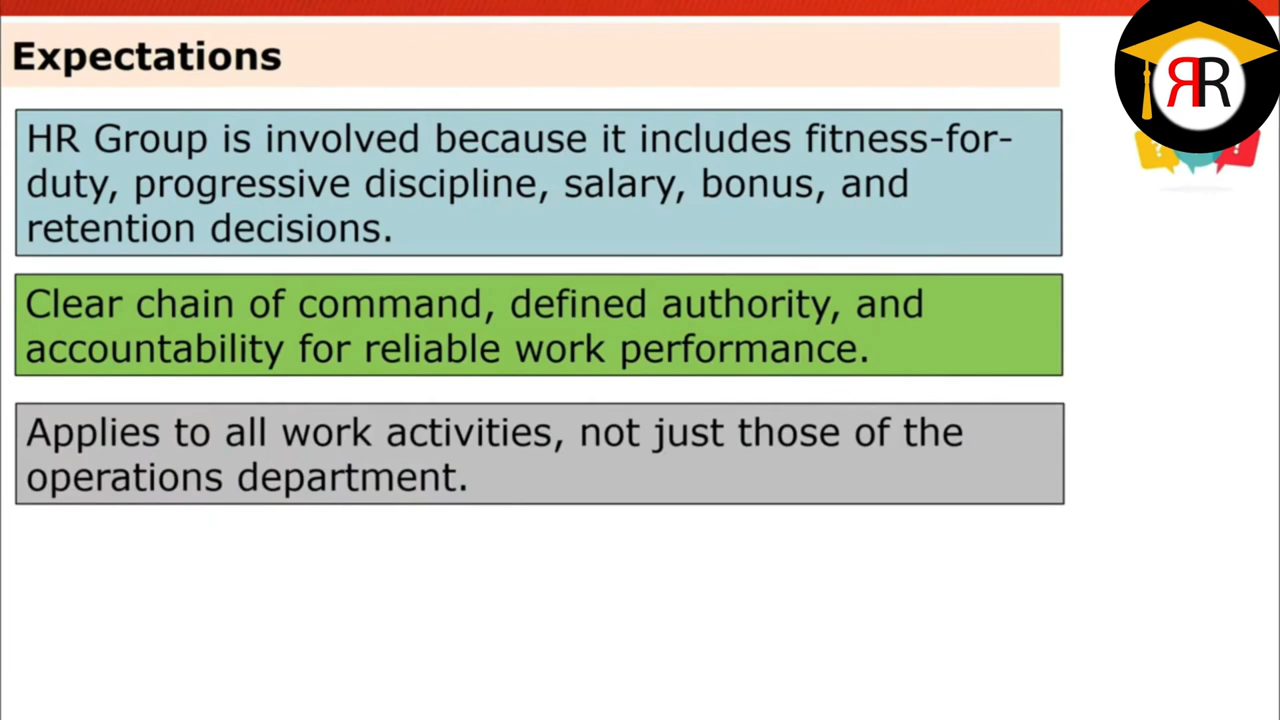 Expectations
RR
HR Group is involved because it includes fitness-for-
duty, progressive discipline, salary, bonus, and
retention decisions.
Clear chain of command, defined authority, and
accountability for reliable work performance.
Applies to all work activities, not just those of the
operations department.